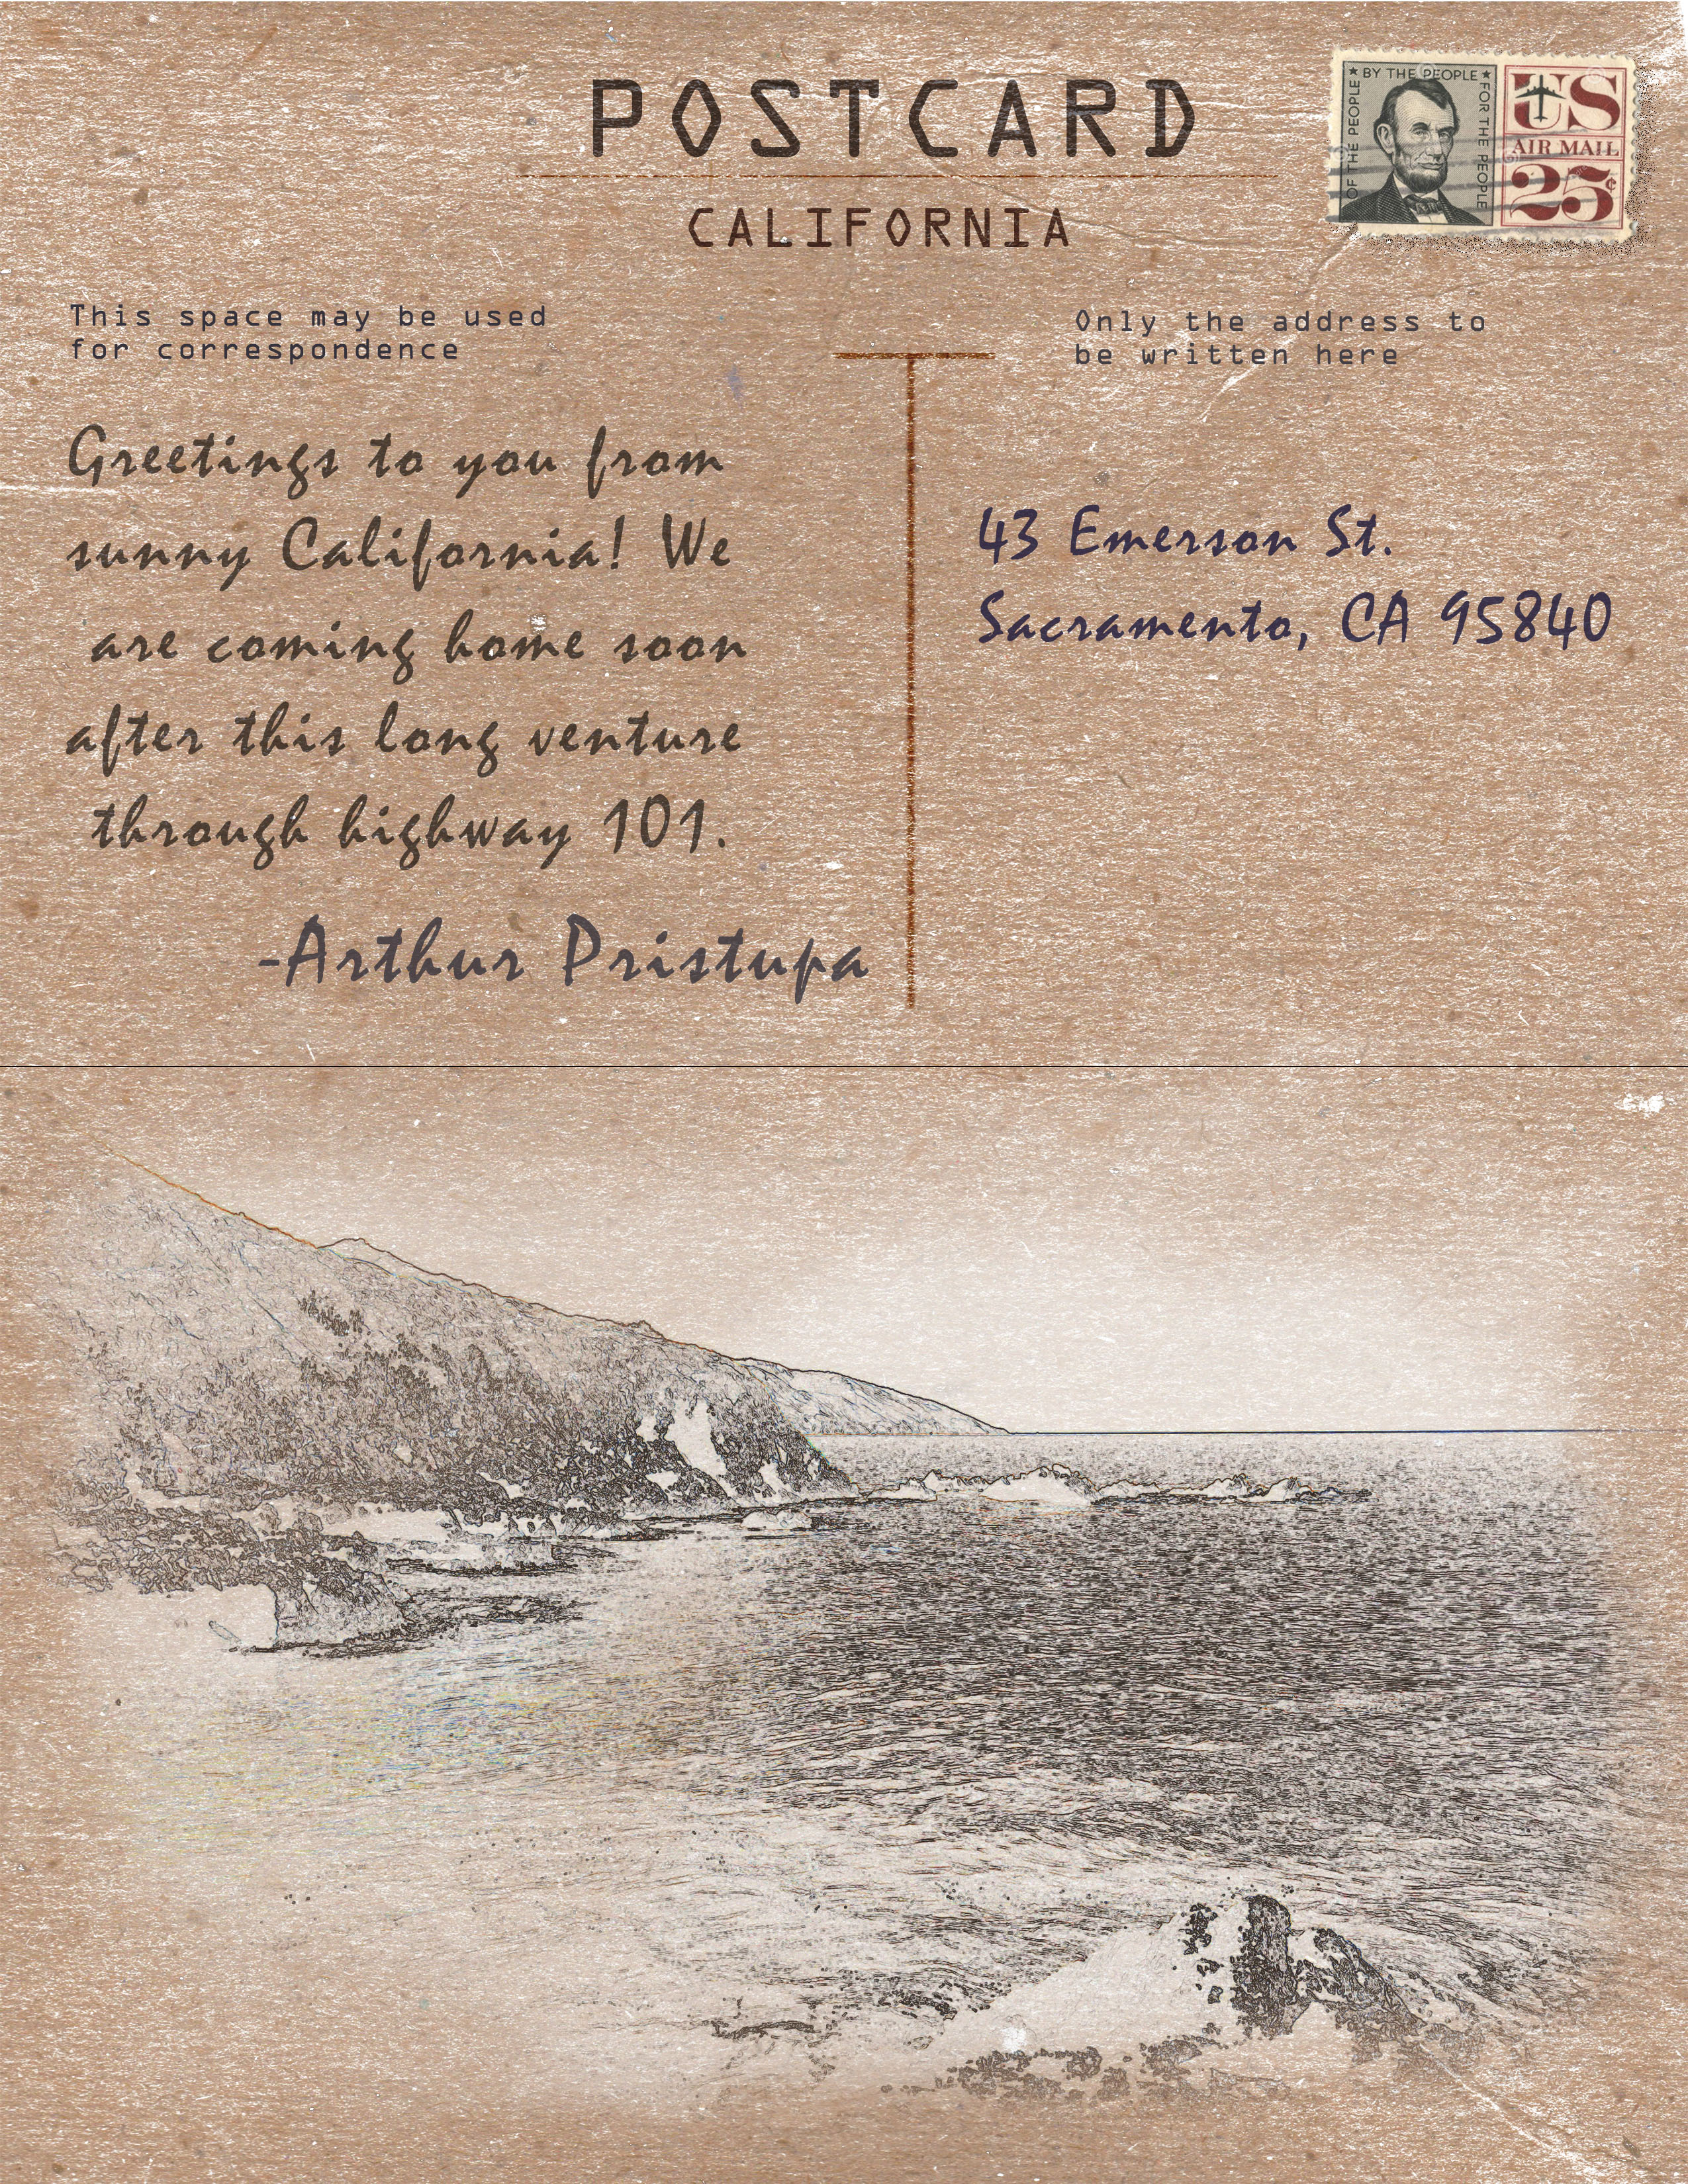 POSTCARD
CALIFORNIA
OF THE PEOPLE
★ BY THE PEOPLE ★
FOR THE PEOPLE
US
AIR MAIL
25¢
This space may be used
for correspondence
Only the address to
be written here
Greetings to you from
sunny California! We
are coming home soon
after this long venture
through highway 101.
-Arthur Pristupa
43 Emerson St.
Sacramento, CA 95840